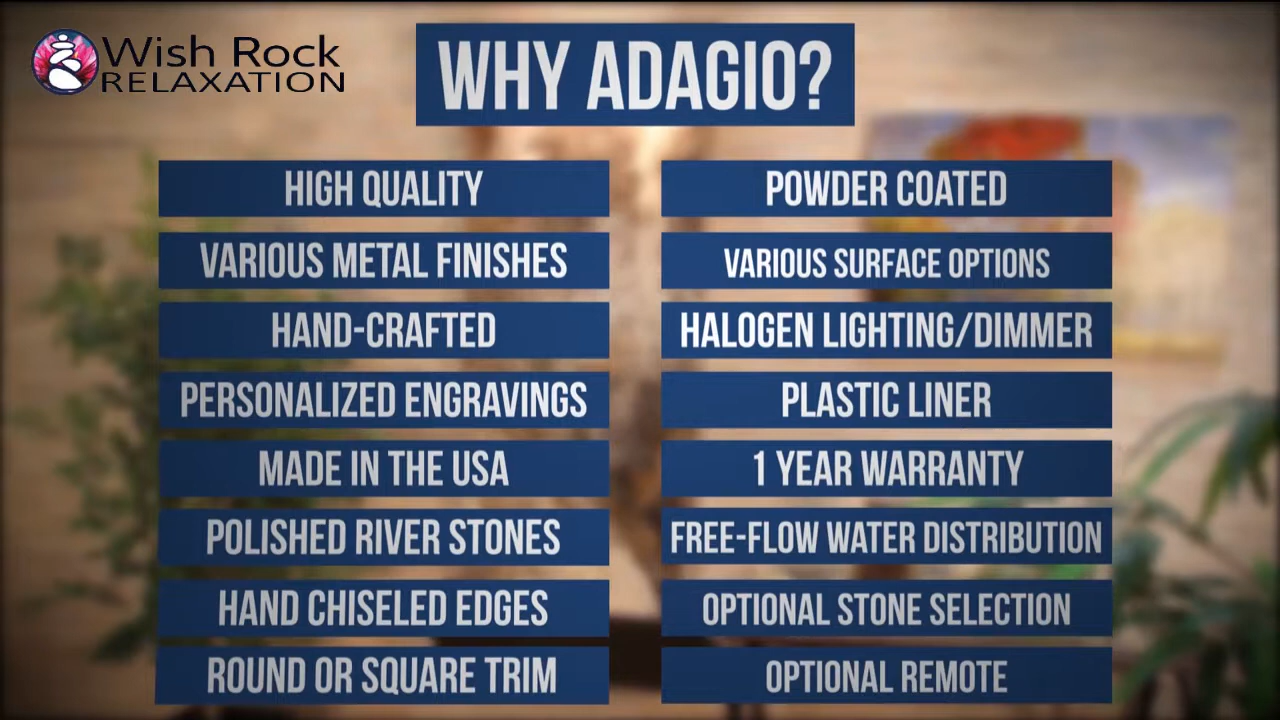 Wish Rock
RELAXATION
WHY ADAGIO?
HIGH QUALITY
VARIOUS METAL FINISHES
HAND-CRAFTED
PERSONALIZED ENGRAVINGS
MADE IN THE USA
POLISHED RIVER STONES
HAND CHISELED EDGES
ROUND OR SQUARE TRIM
POWDER COATED
VARIOUS SURFACE OPTIONS
HALOGEN LIGHTING/DIMMER
PLASTIC LINER
1 YEAR WARRANTY
FREE-FLOW WATER DISTRIBUTION
OPTIONAL STONE SELECTION
OPTIONAL REMOTE